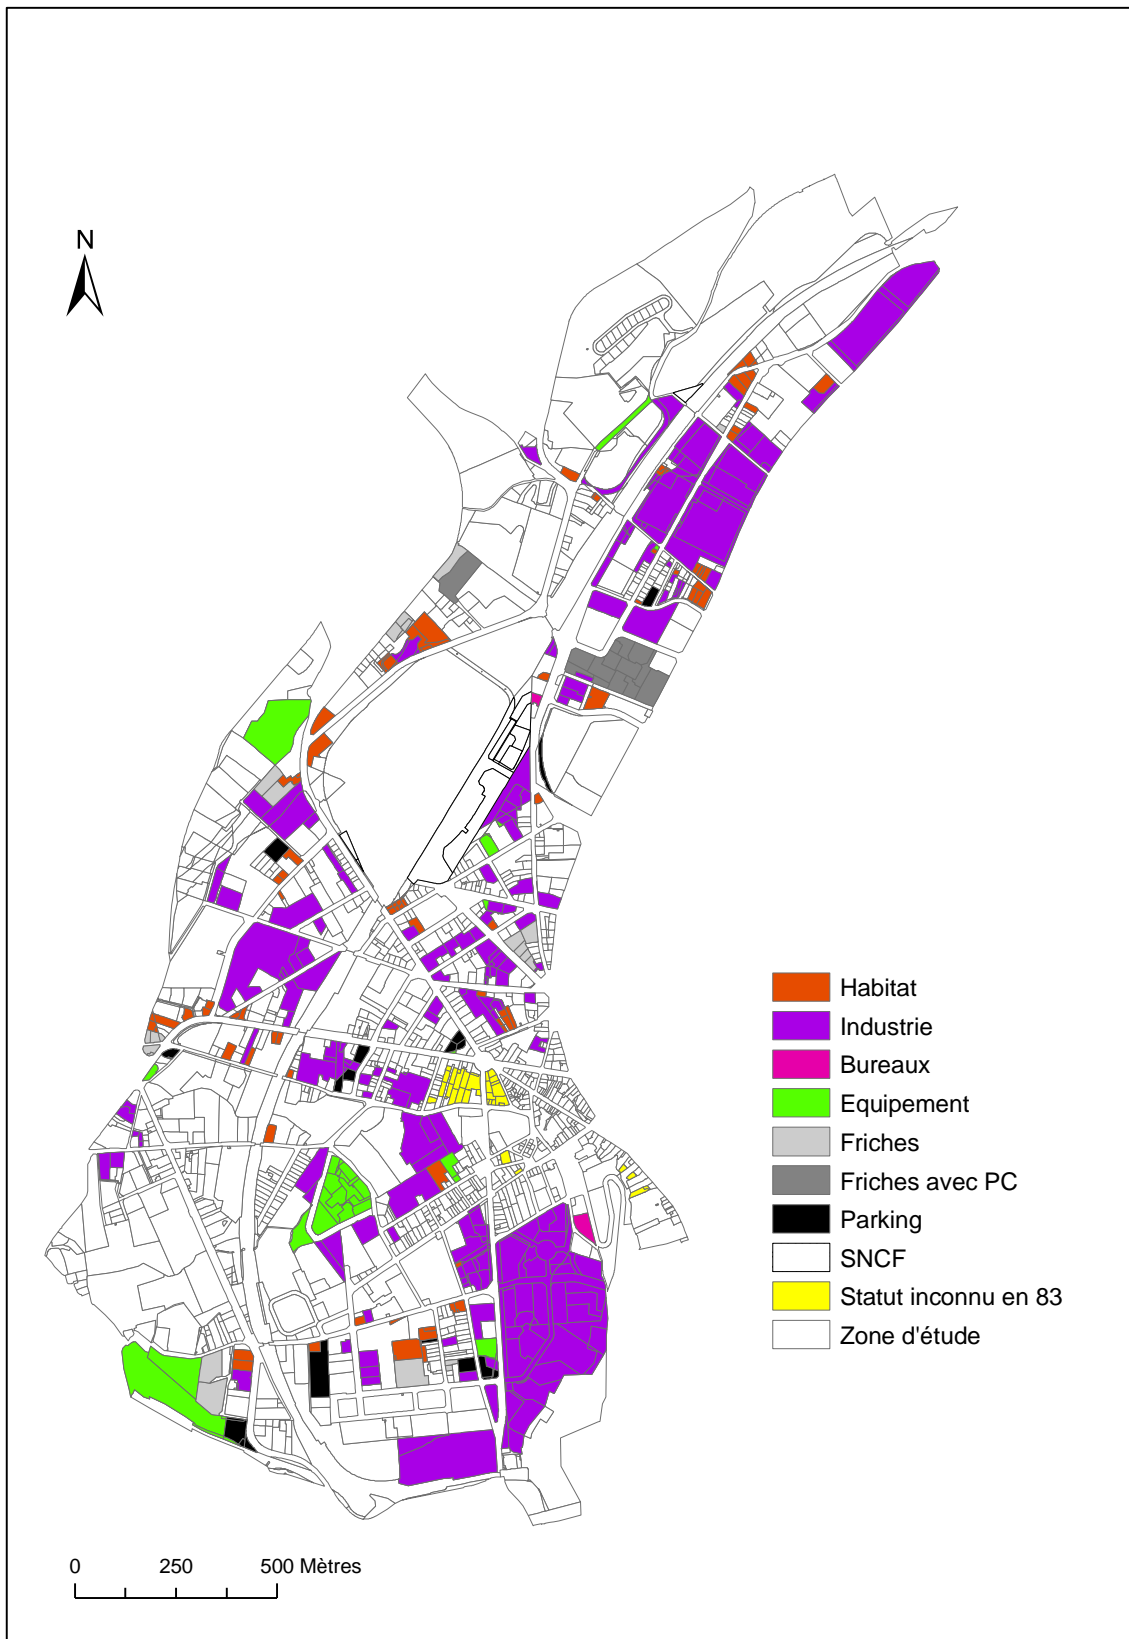 N
Habitat
Industrie
Bureaux
Equipement
Friches
Friches avec PC
Parking
SNCF
Statut inconnu en 83
Zone d'étude
0 250 500 Mètres